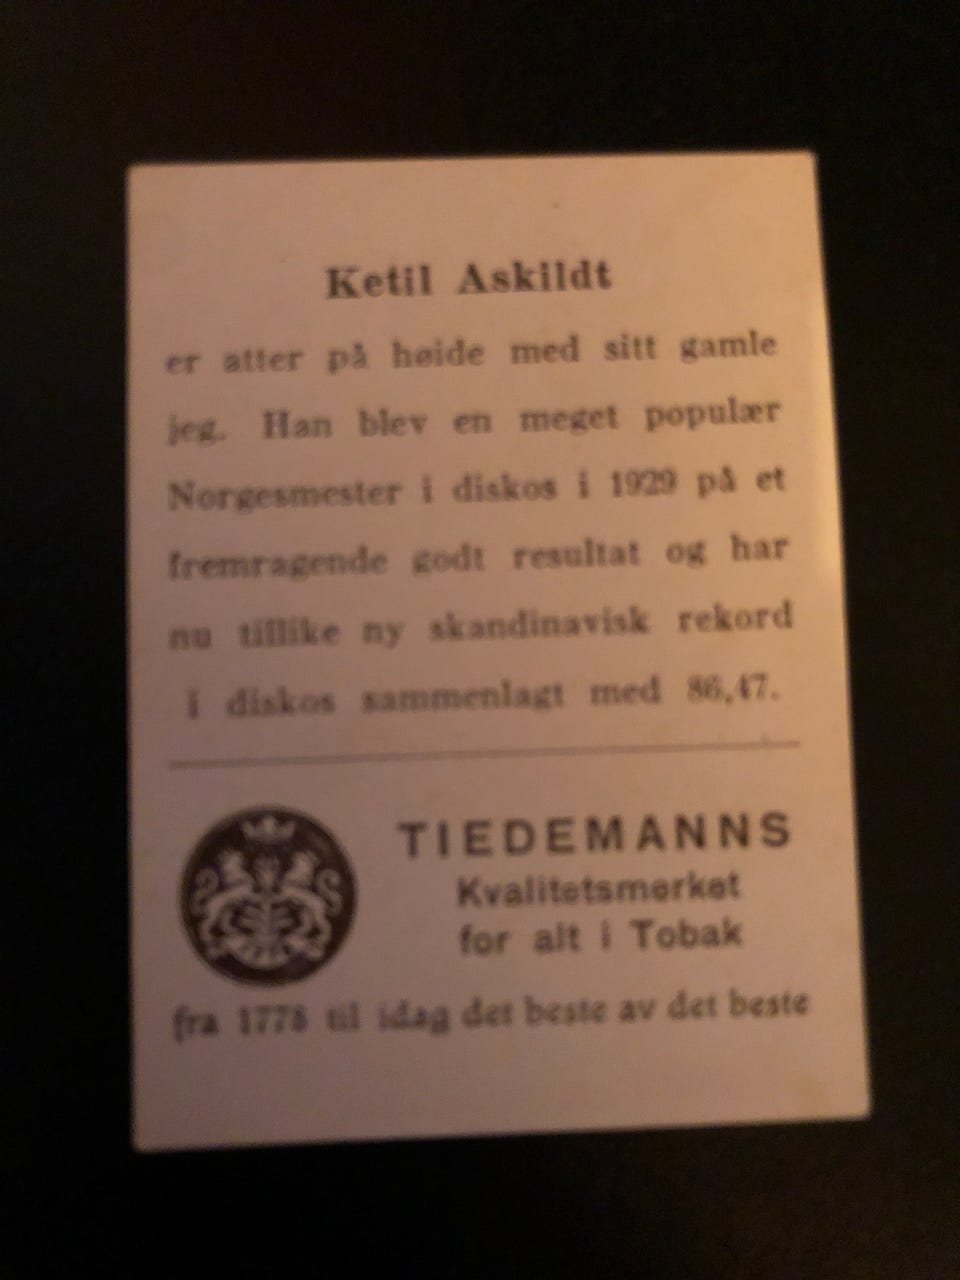 Ketil Askildt
er atter på høide med sitt gamle
jeg. Han blev en meget populær
Norgesmester i diskos i 1929 på et
fremragende godt resultat og har
nu tillike ny skandinavisk rekord
i diskos sammenlagt med 86,47.
TIEDEMANNS
Kvalitetsmerket
for alt i Tobak
fra 1778 til idag det beste av det beste